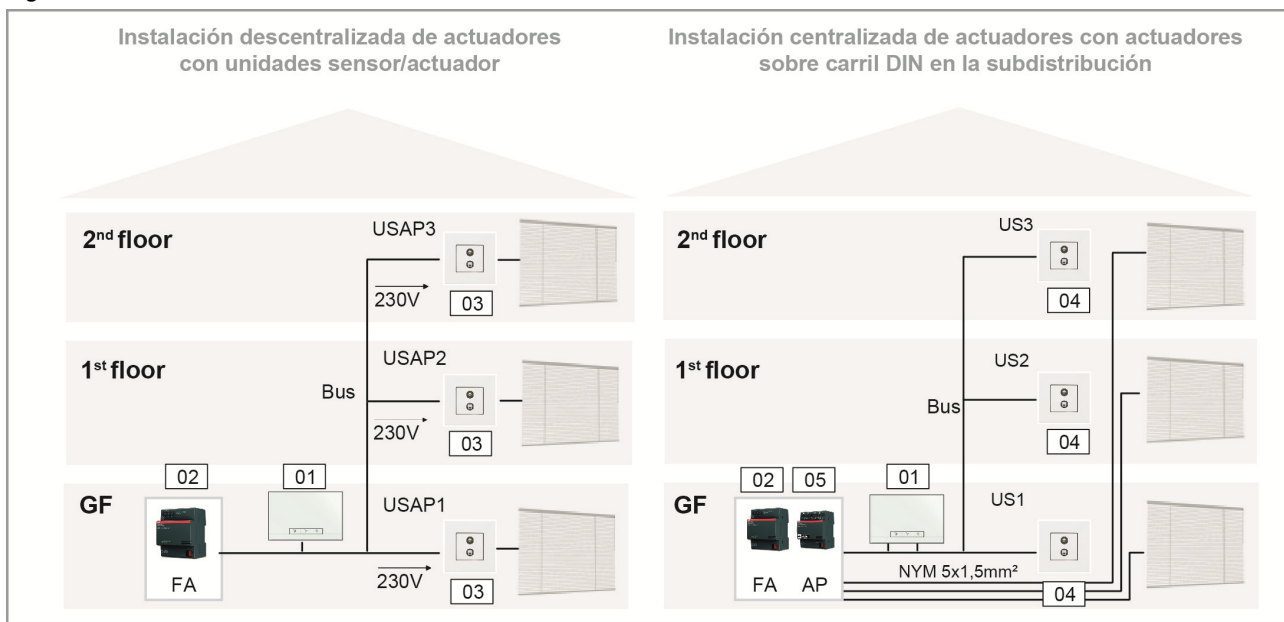 Instalación descentralizada de actuadores
con unidades sensor/actuador
2nd floor
USAP3
230V
03
1st floor
USAP2
Bus
230V
03
GF
02
01
USAP1
FA
230V
03
Instalación centralizada de actuadores con actuadores
sobre carril DIN en la subdistribución
2nd floor
US3
04
1st floor
US2
Bus
04
GF
02
05
01
US1
FA
AP
NYM 5x1,5mm²
04